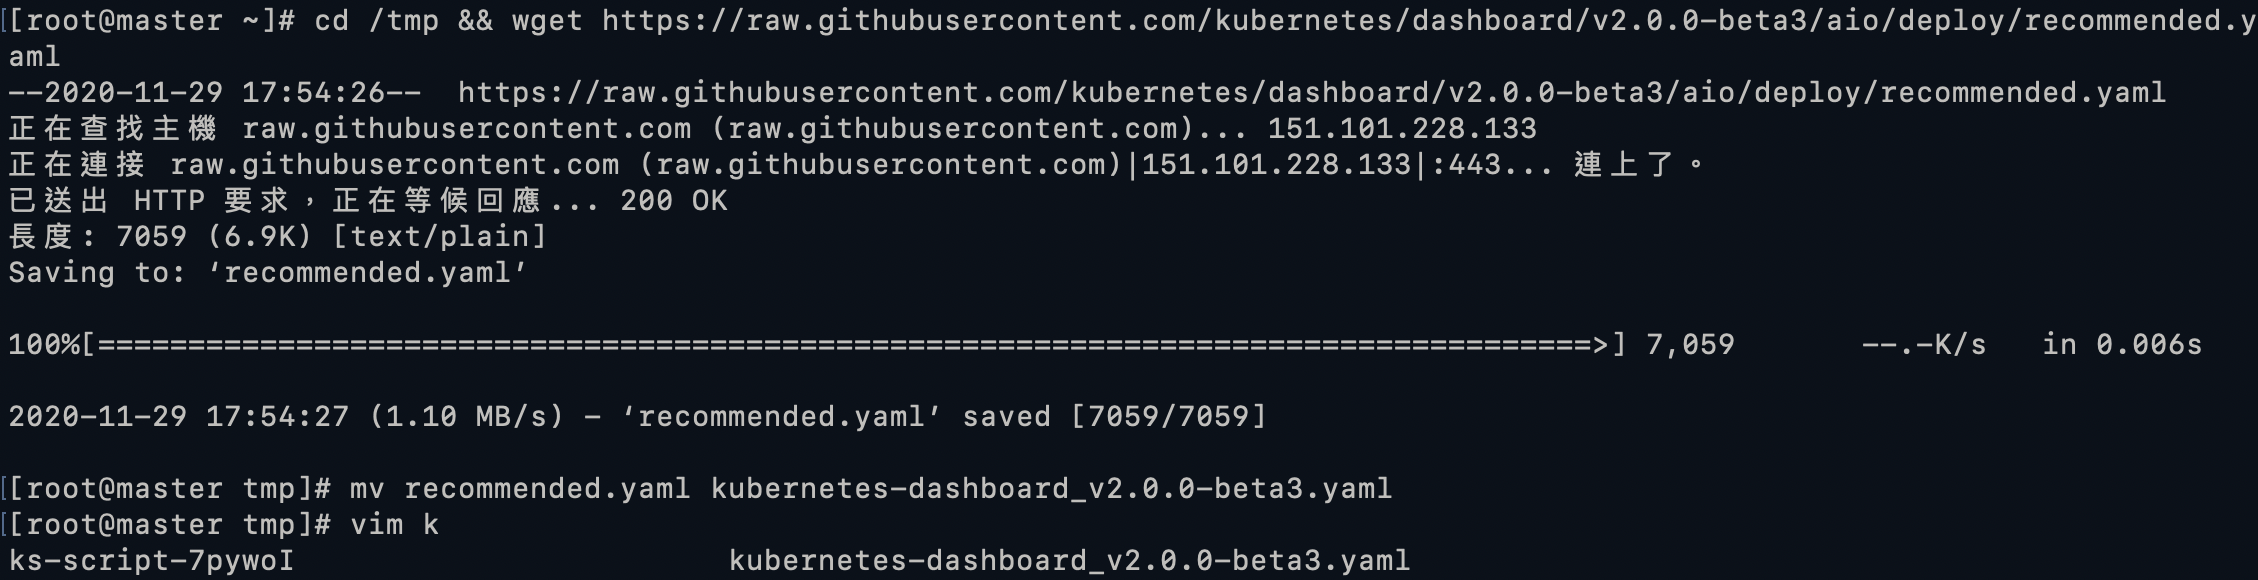 [[root@master ~]# cd /tmp && wget https://raw.githubusercontent.com/kubernetes/dashboard/v2.0.0-beta3/aio/deploy/recommended.y
aml
--2020-11-29 17:54:26--  https://raw.githubusercontent.com/kubernetes/dashboard/v2.0.0-beta3/aio/deploy/recommended.yaml
正在查找主機 raw.githubusercontent.com (raw.githubusercontent.com)... 151.101.228.133
正在連接 raw.githubusercontent.com (raw.githubusercontent.com)|151.101.228.133|:443... 連上了。
已送出 HTTP 要求，正在等候回應... 200 OK
長度: 7059 (6.9K) [text/plain]
Saving to: ‘recommended.yaml’
100%[===================================================================================>] 7,059       --.-K/s   in 0.006s
2020-11-29 17:54:27 (1.10 MB/s) - ‘recommended.yaml’ saved [7059/7059]
[[root@master tmp]# mv recommended.yaml kubernetes-dashboard_v2.0.0-beta3.yaml
[[root@master tmp]# vim k
ks-script-7pywoI                        kubernetes-dashboard_v2.0.0-beta3.yaml